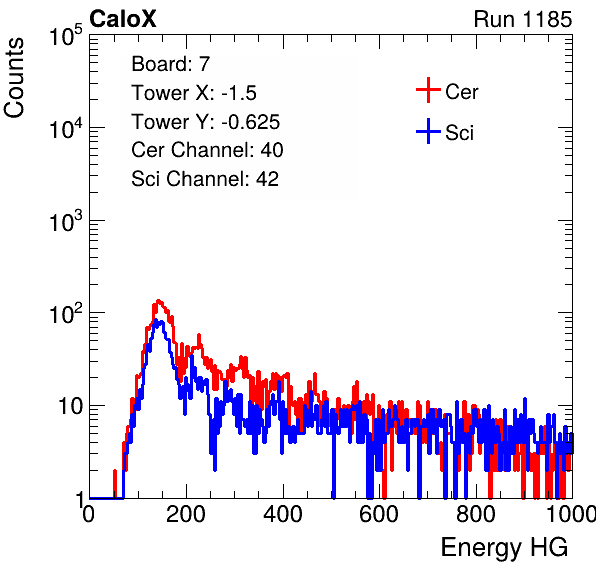 CaloX Run 1185
Counts
10^5
10^4
10^3
10^2
10
1
Board: 7
Tower X: -1.5
Tower Y: -0.625
Cer Channel: 40
Sci Channel: 42
Cer
Sci
0 200 400 600 800 1000
Energy HG